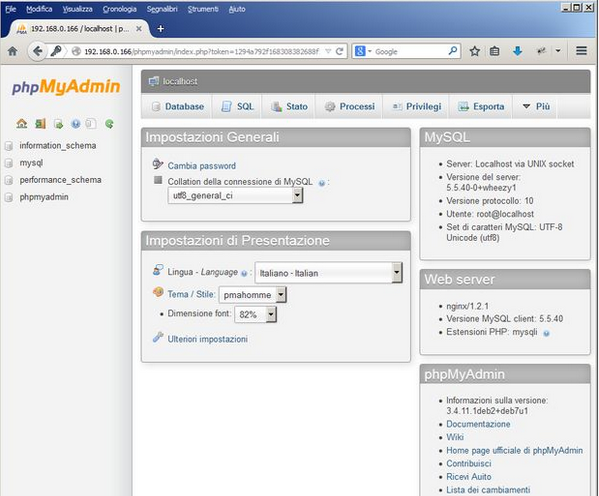 File Modifica Visualizza Cronologia Segnalibri Strumenti Aiuto
192.168.0.166 / localhost | p...
192.168.0.166/phpmyadmin/index.php?token=1294a792f168308382688f
Google
phpMyAdmin
localhost
Database SQL Stato Processi Privilegi Esporta Più
information_schema
mysql
performance_schema
phpmyadmin
Impostazioni Generali
Cambia password
Collation della connessione di MySQL :
utf8_general_ci
Impostazioni di Presentazione
Lingua - Language : Italiano - Italian
Tema / Stile: pmahomme
Dimensione font: 82%
Ulteriori impostazioni
MySQL
Server: Localhost via UNIX socket
Versione del server:
5.5.40-0+wheezy1
Versione protocollo: 10
Utente: root@localhost
Set di caratteri MySQL: UTF-8
Unicode (utf8)
Web server
nginx/1.2.1
Versione MySQL client: 5.5.40
Estensioni PHP: mysqli
phpMyAdmin
Informazioni sulla versione:
3.4.11.1deb2+deb7u1
Documentazione
Wiki
Home page ufficiale di phpMyAdmin
Contribuisci
Ricevi Auito
Lista dei cambiamenti